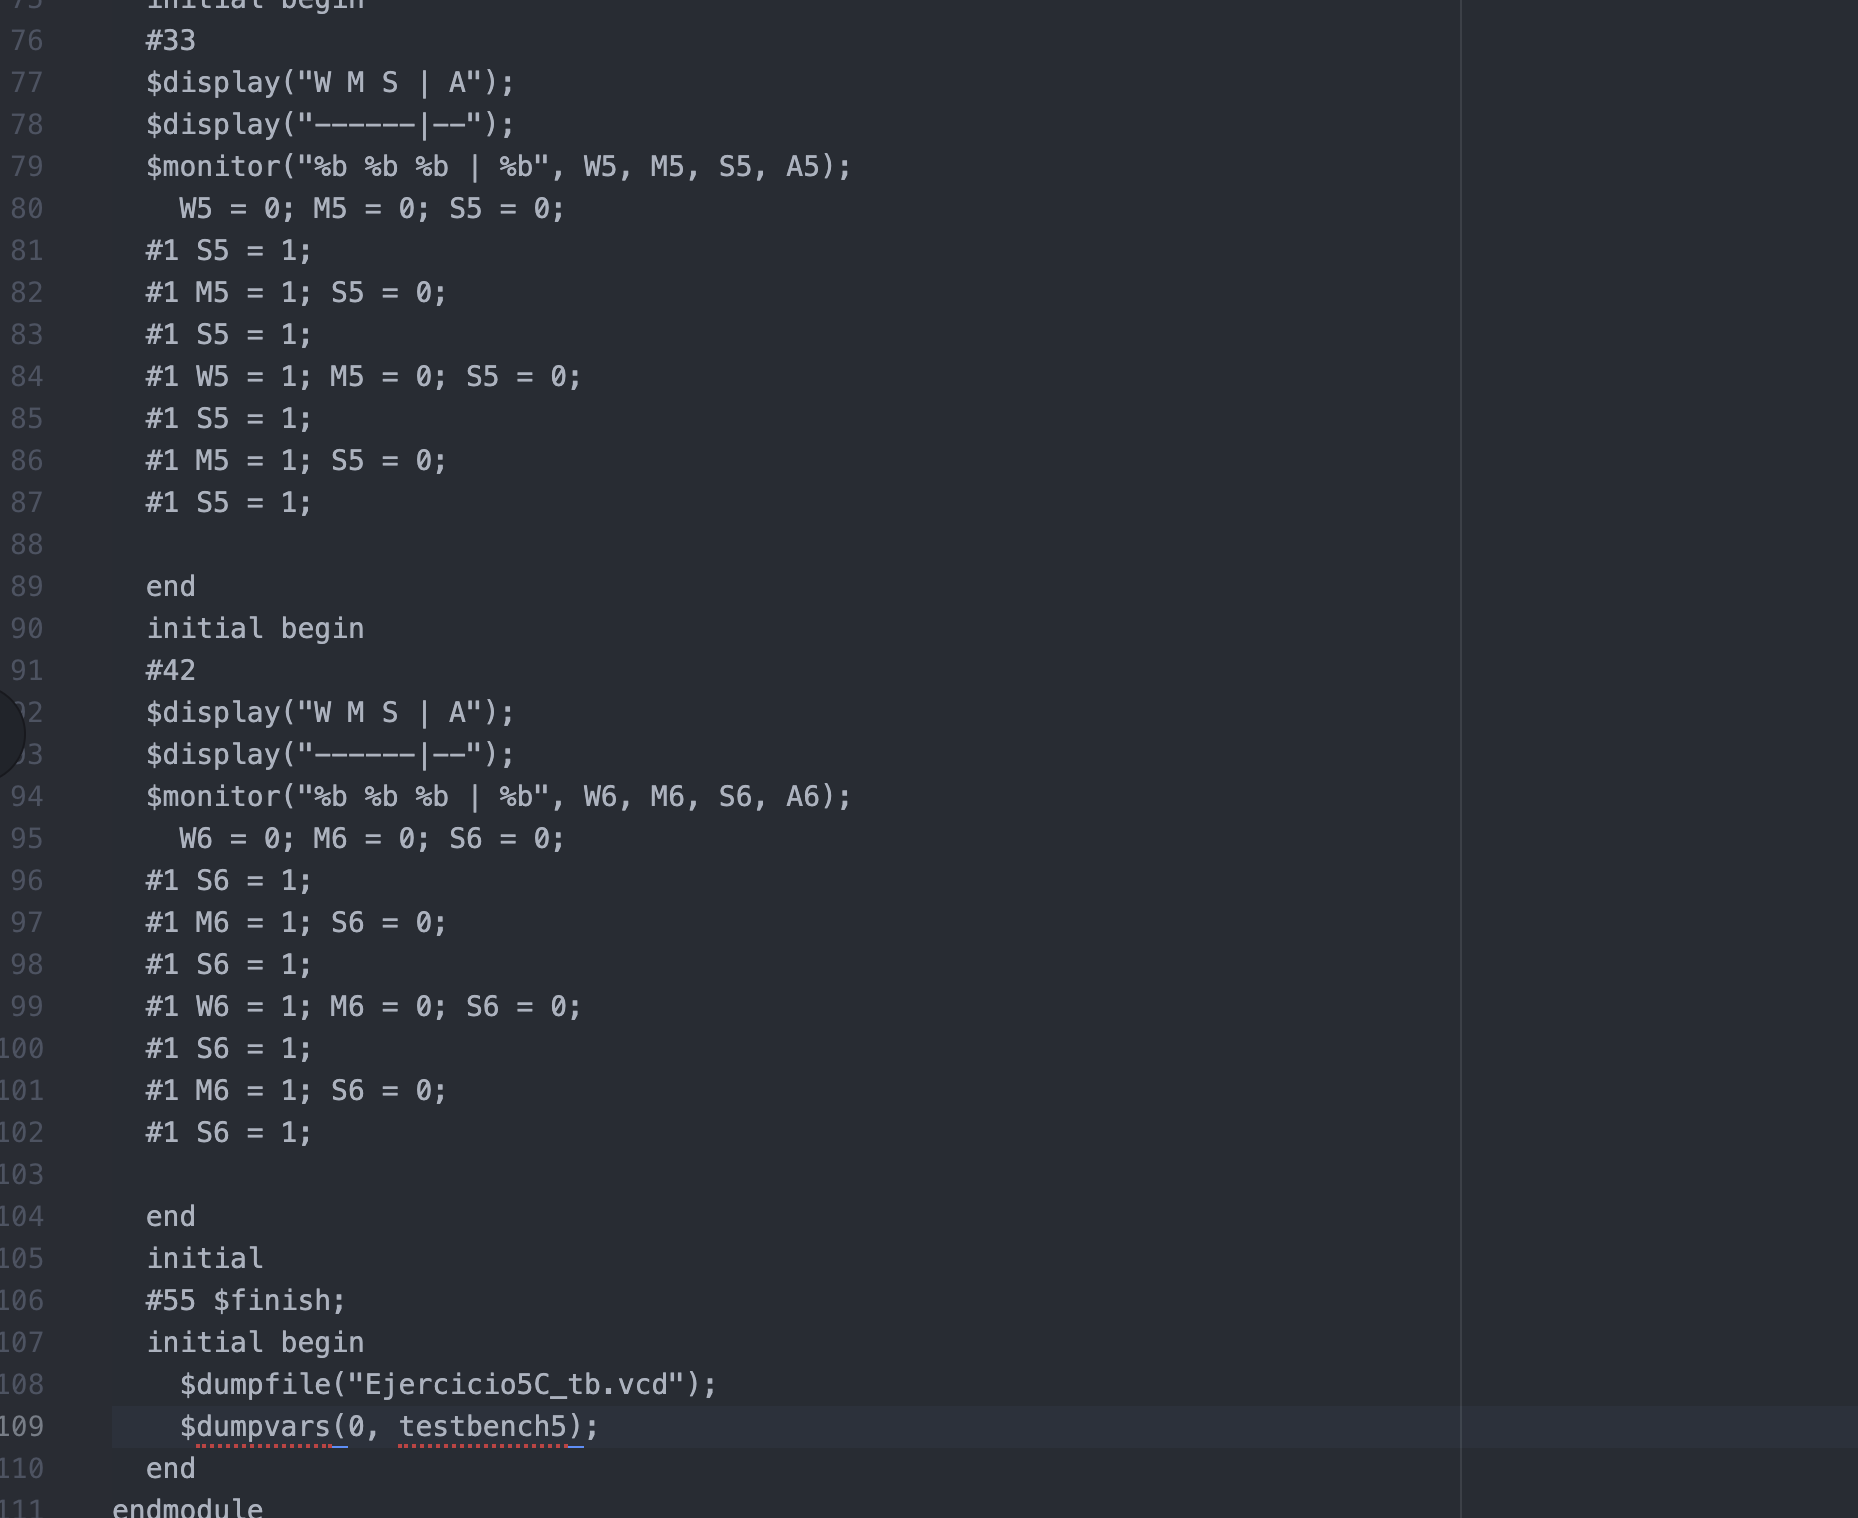 75 initial begin
76 #33
77 $display("W M S | A");
78 $display("------|--");
79 $monitor("%b %b %b | %b", W5, M5, S5, A5);
80 W5 = 0; M5 = 0; S5 = 0;
81 #1 S5 = 1;
82 #1 M5 = 1; S5 = 0;
83 #1 S5 = 1;
84 #1 W5 = 1; M5 = 0; S5 = 0;
85 #1 S5 = 1;
86 #1 M5 = 1; S5 = 0;
87 #1 S5 = 1;
88
89 end
90 initial begin
91 #42
92 $display("W M S | A");
93 $display("------|--");
94 $monitor("%b %b %b | %b", W6, M6, S6, A6);
95 W6 = 0; M6 = 0; S6 = 0;
96 #1 S6 = 1;
97 #1 M6 = 1; S6 = 0;
98 #1 S6 = 1;
99 #1 W6 = 1; M6 = 0; S6 = 0;
100 #1 S6 = 1;
101 #1 M6 = 1; S6 = 0;
102 #1 S6 = 1;
103
104 end
105 initial
106 #55 $finish;
107 initial begin
108 $dumpfile("Ejercicio5C_tb.vcd");
109 $dumpvars(0, testbench5);
110 end
111 endmodule